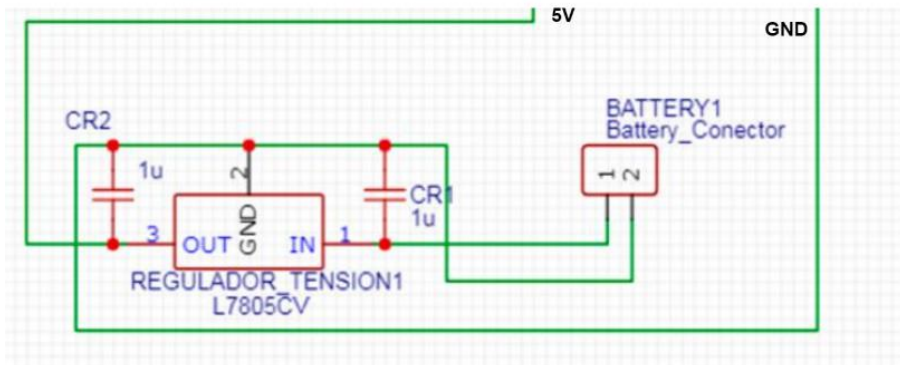 5V
GND
CR2
BATTERY1
Battery_Conector
1u
2
1 2
CR1
1u
3
OUT
GND
IN
1
REGULADOR_TENSION1
L7805CV